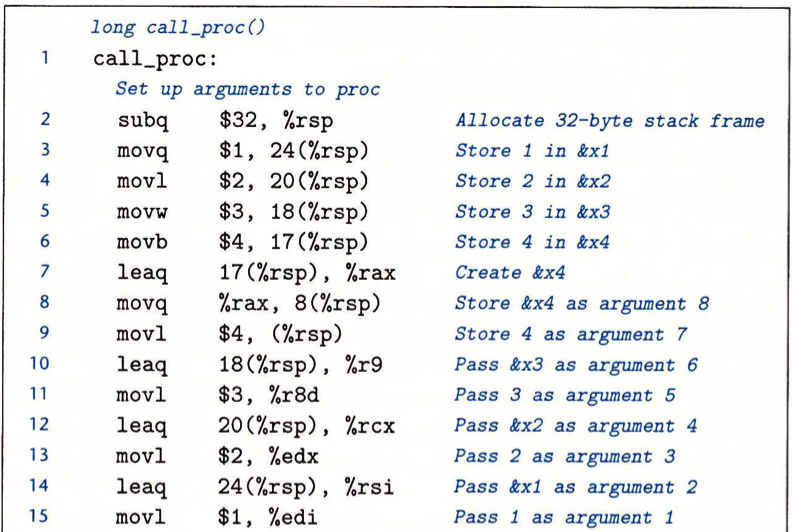 long call_proc()
1 call_proc:
Set up arguments to proc
2 subq $32, %rsp Allocate 32-byte stack frame
3 movq $1, 24(%rsp) Store 1 in &x1
4 movl $2, 20(%rsp) Store 2 in &x2
5 movw $3, 18(%rsp) Store 3 in &x3
6 movb $4, 17(%rsp) Store 4 in &x4
7 leaq 17(%rsp), %rax Create &x4
8 movq %rax, 8(%rsp) Store &x4 as argument 8
9 movl $4, (%rsp) Store 4 as argument 7
10 leaq 18(%rsp), %r9 Pass &x3 as argument 6
11 movl $3, %r8d Pass 3 as argument 5
12 leaq 20(%rsp), %rcx Pass &x2 as argument 4
13 movl $2, %edx Pass 2 as argument 3
14 leaq 24(%rsp), %rsi Pass &x1 as argument 2
15 movl $1, %edi Pass 1 as argument 1